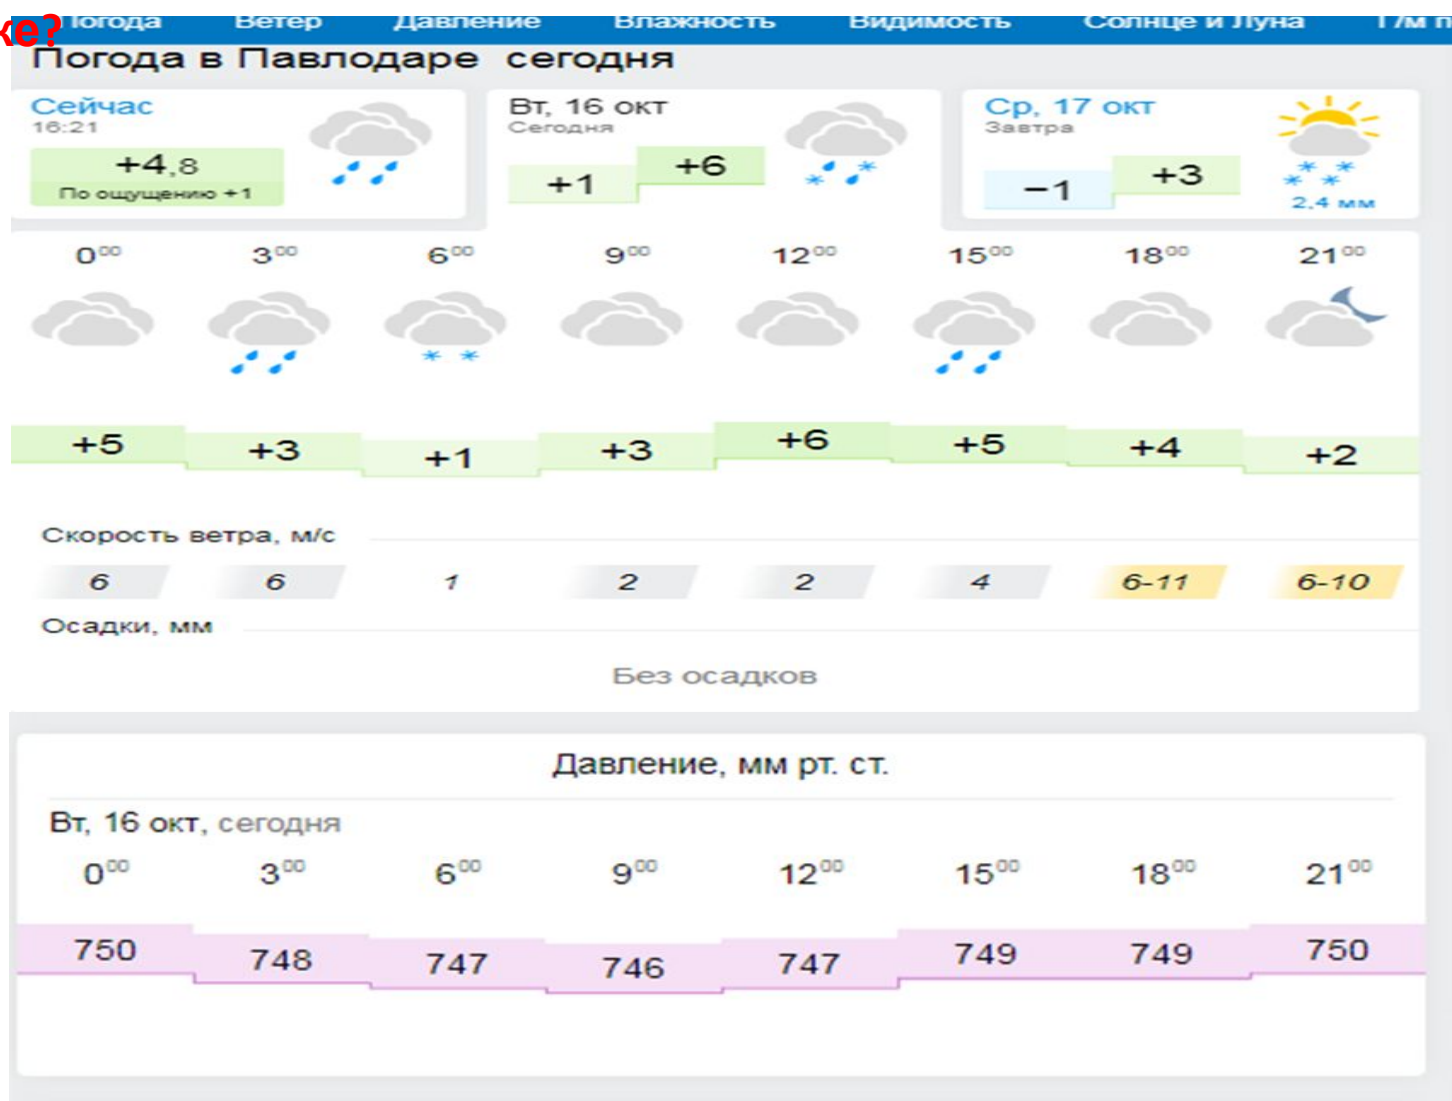 же?
Погода Ветер Давление Влажность Видимость Солнце и Луна Г/м п
Погода в Павлодаре сегодня
Сейчас
16:21
+4,8
По ощущению +1
Вт, 16 окт
Сегодня
+1 +6
Ср, 17 окт
Завтра
−1 +3
2,4 мм
0⁰⁰ 3⁰⁰ 6⁰⁰ 9⁰⁰ 12⁰⁰ 15⁰⁰ 18⁰⁰ 21⁰⁰
+5 +3 +1 +3 +6 +5 +4 +2
Скорость ветра, м/с
6 6 1 2 2 4 6-11 6-10
Осадки, мм
Без осадков
Давление, мм рт. ст.
Вт, 16 окт, сегодня
0⁰⁰ 3⁰⁰ 6⁰⁰ 9⁰⁰ 12⁰⁰ 15⁰⁰ 18⁰⁰ 21⁰⁰
750 748 747 746 747 749 749 750